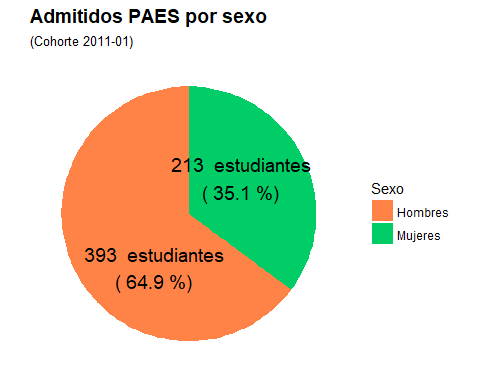 Admitidos PAES por sexo
(Cohorte 2011-01)
213 estudiantes
( 35.1 %)
393 estudiantes
( 64.9 %)
Sexo
Hombres
Mujeres